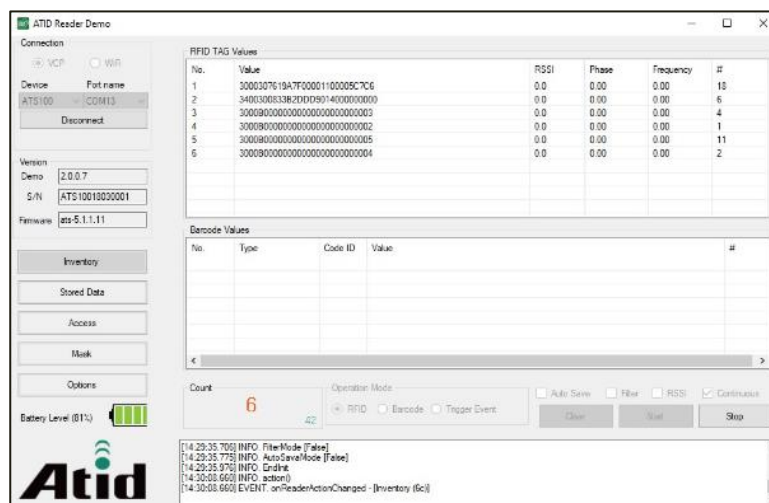 ATID Reader Demo
Connection
VCP WiFi
Device Port name
ATS100 COM13
Disconnect
Version
Demo 2.0.0.7
S/N ATS10018030001
Firmware ats-5.1.1.11
Inventory
Stored Data
Access
Mask
Options
Battery Level (81%)
Atid
RFID TAG Values
No. Value RSSI Phase Frequency #
1 0.0 0.00 0.00 18
2 0.0 0.00 0.00 6
3 0.0 0.00 0.00 4
4 0.0 0.00 0.00 1
5 0.0 0.00 0.00 11
6 0.0 0.00 0.00 2
Barcode Values
No. Type Code ID Value #
Count
6
42
Operation Mode
RFID Barcode Trigger Event
Auto Save Filter RSSI Continuous
Clear Start Stop
[14:29:35.706] INFO. FilterMode [False]
[14:29:35.775] INFO. AutoSavaMode [False]
[14:29:35.976] INFO. EndInit
[14:30:08.660] INFO. action()
[14:30:08.660] EVENT. onReaderActionChanged - [Inventory (6c)]